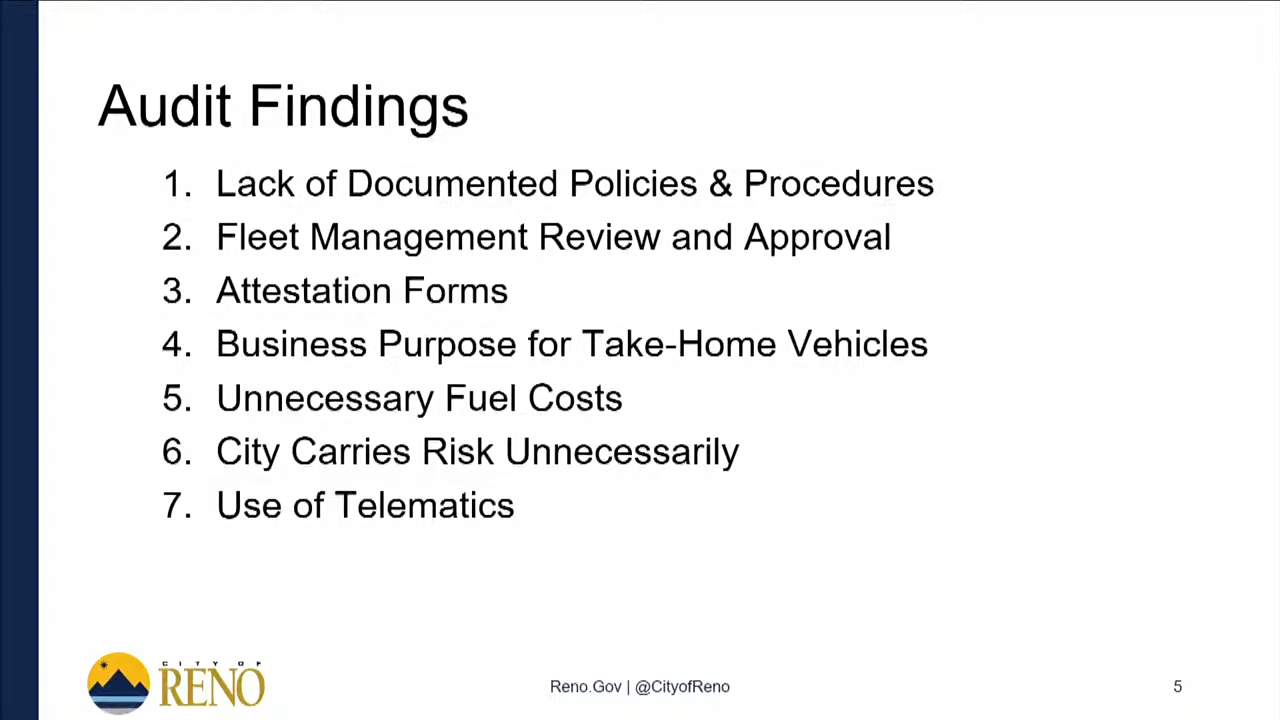 Audit Findings
1. Lack of Documented Policies & Procedures
2. Fleet Management Review and Approval
3. Attestation Forms
4. Business Purpose for Take-Home Vehicles
5. Unnecessary Fuel Costs
6. City Carries Risk Unnecessarily
7. Use of Telematics
CITY OF
RENO
Reno.Gov | @CityofReno
5